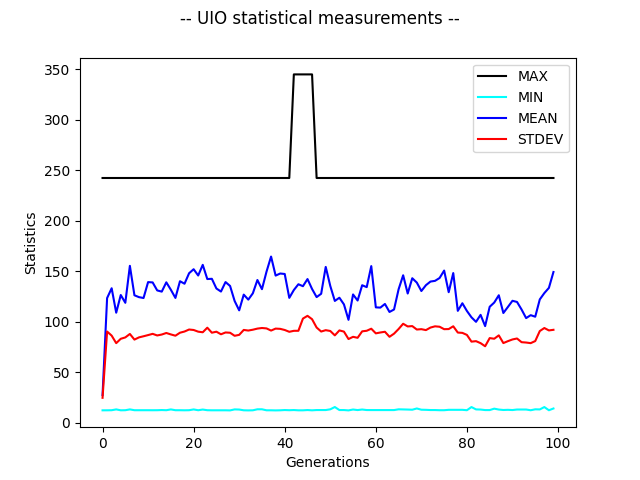 -- UIO statistical measurements --
MAX
MIN
MEAN
STDEV
Statistics
350
300
250
200
150
100
50
0
0 20 40 60 80 100
Generations